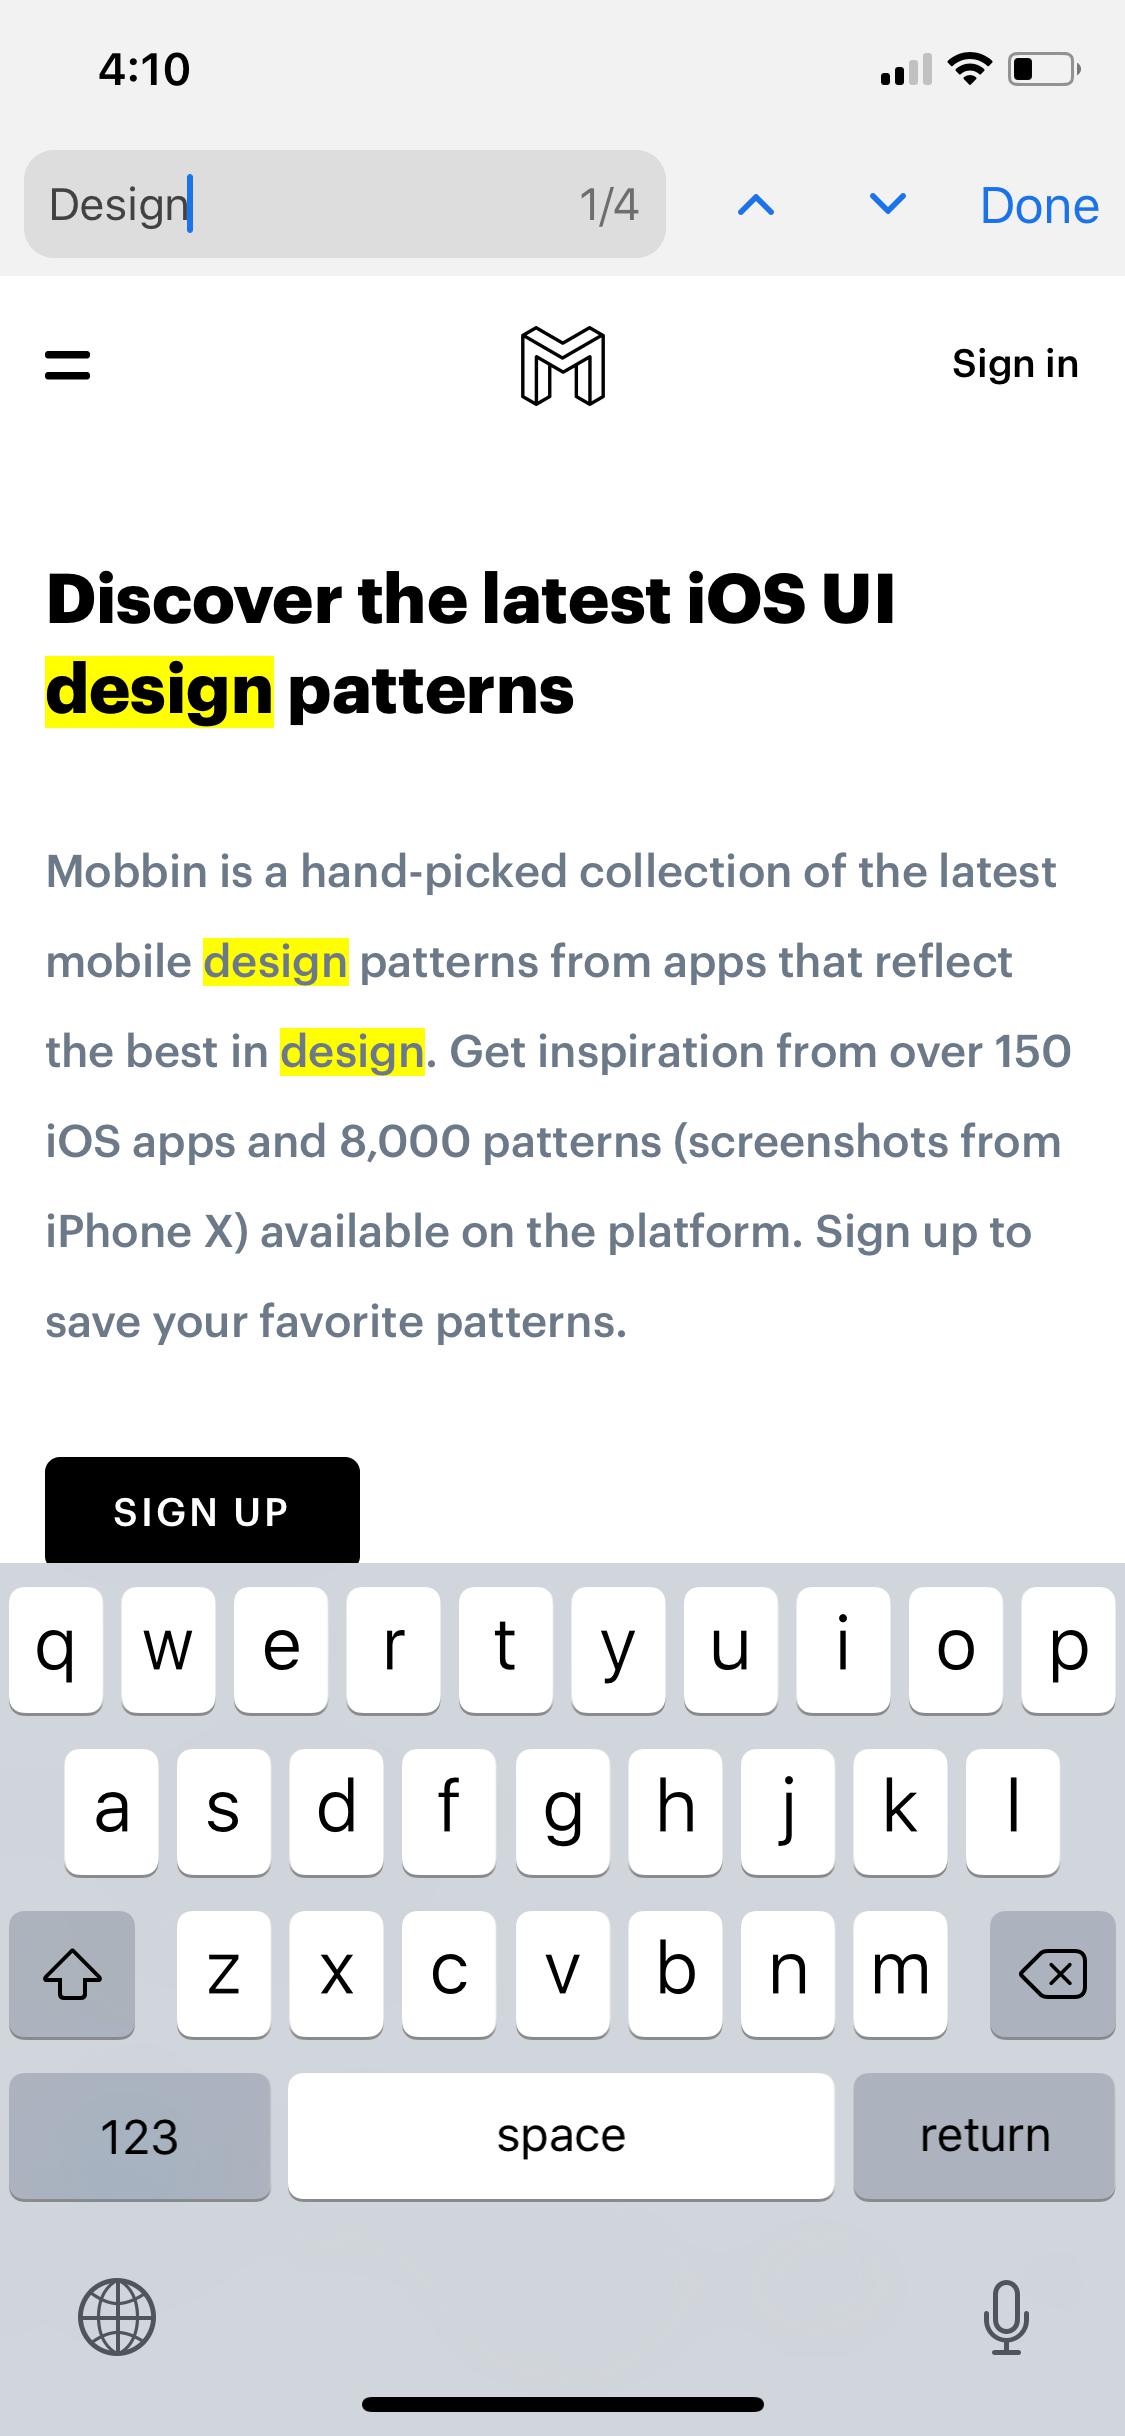 4:10
Design 1/4 Done
Sign in
Discover the latest iOS UI
design patterns
Mobbin is a hand-picked collection of the latest
mobile design patterns from apps that reflect
the best in design. Get inspiration from over 150
iOS apps and 8,000 patterns (screenshots from
iPhone X) available on the platform. Sign up to
save your favorite patterns.
SIGN UP
q w e r t y u i o p
a s d f g h j k l
z x c v b n m
123 space return